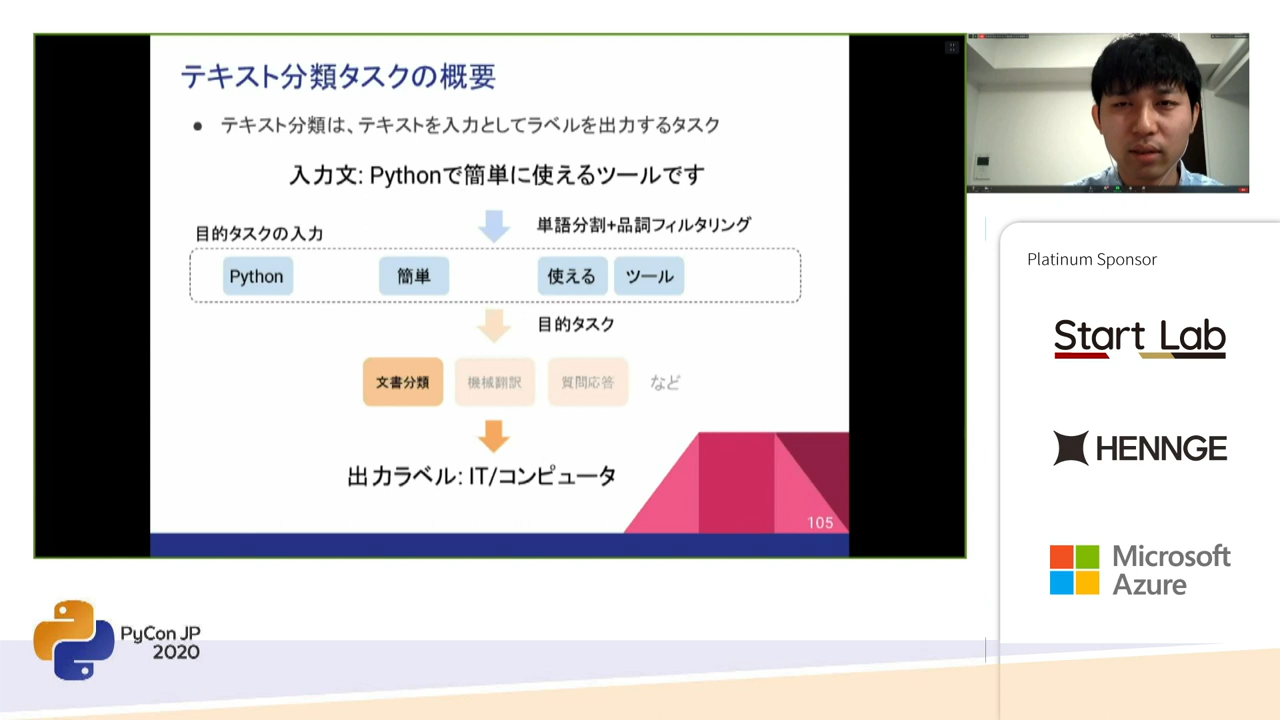 テキスト分類タスクの概要
● テキスト分類は、テキストを入力としてラベルを出力するタスク
入力文: Pythonで簡単に使えるツールです
単語分割+品詞フィルタリング
目的タスクの入力
Python 簡単 使える ツール
目的タスク
文書分類 機械翻訳 質問応答 など
出力ラベル: IT/コンピュータ
105
Platinum Sponsor
Start Lab
HENNGE
Microsoft
Azure
PyCon JP
2020